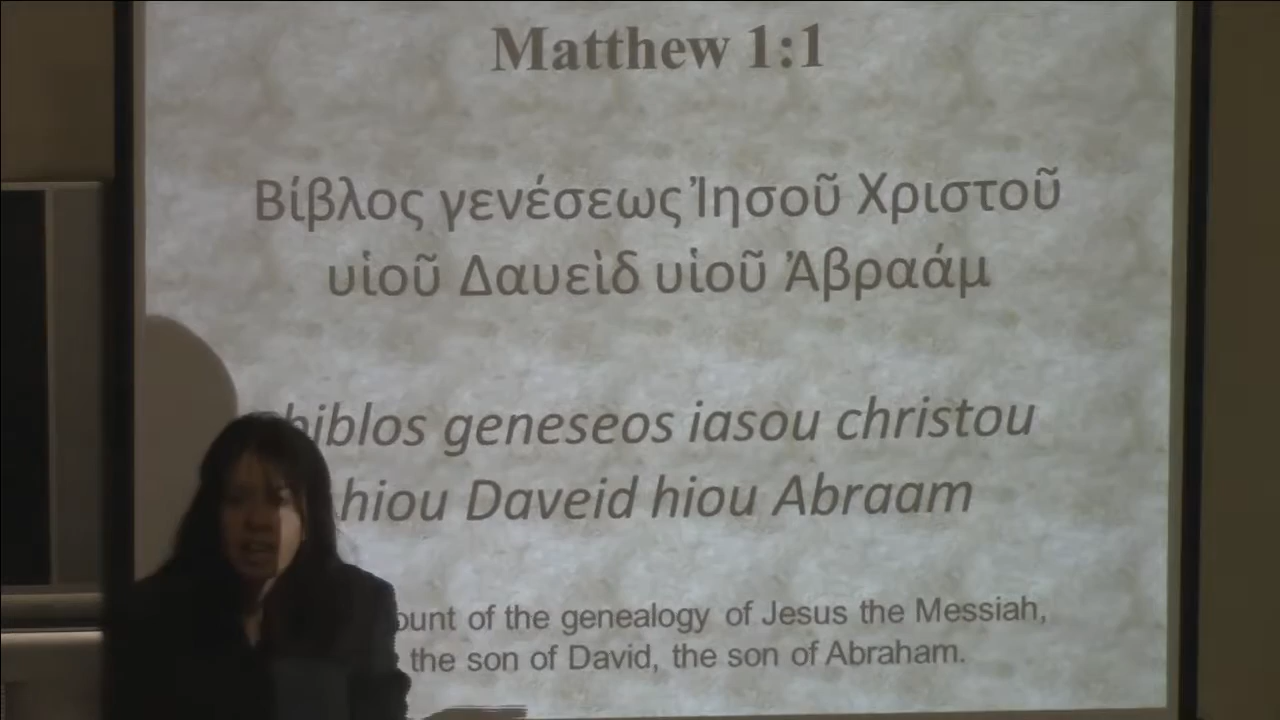 Matthew 1:1
Βίβλος γενέσεως Ἰησοῦ Χριστοῦ
υἱοῦ Δαυεὶδ υἱοῦ Ἀβραάμ
biblos geneseos iasou christou
hiou Daveid hiou Abraam
of the genealogy of Jesus the Messiah,
the son of David, the son of Abraham.